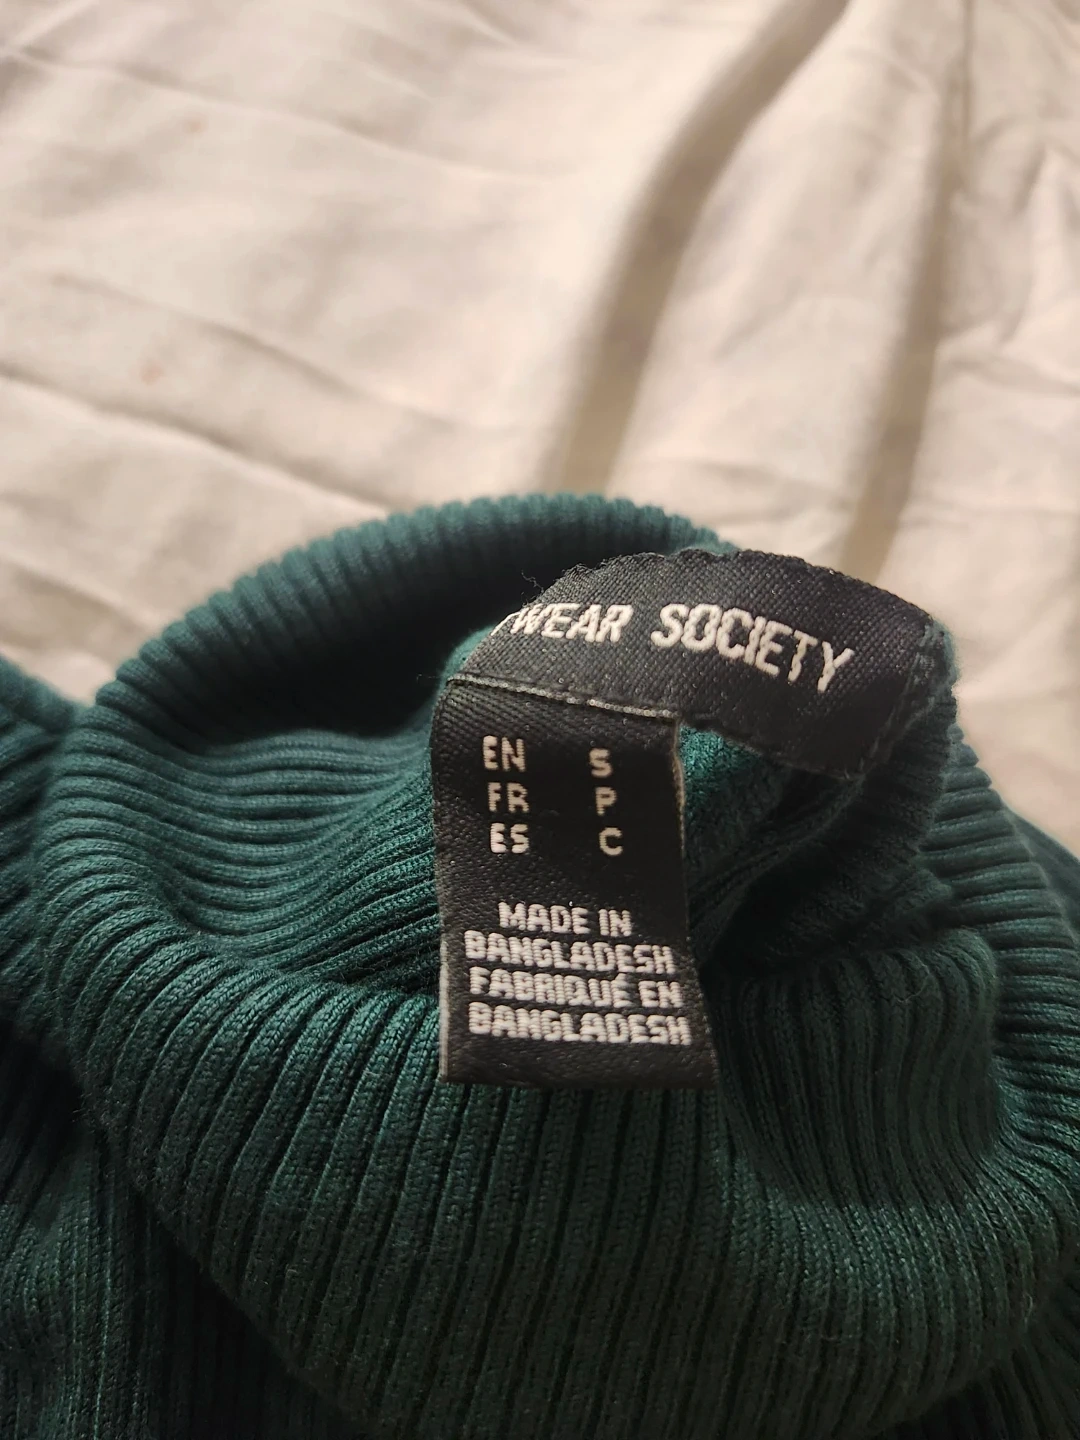 WEAR SOCIETY
EN S
FR P
ES C
MADE IN
BANGLADESH
FABRIQUÉ EN
BANGLADESH